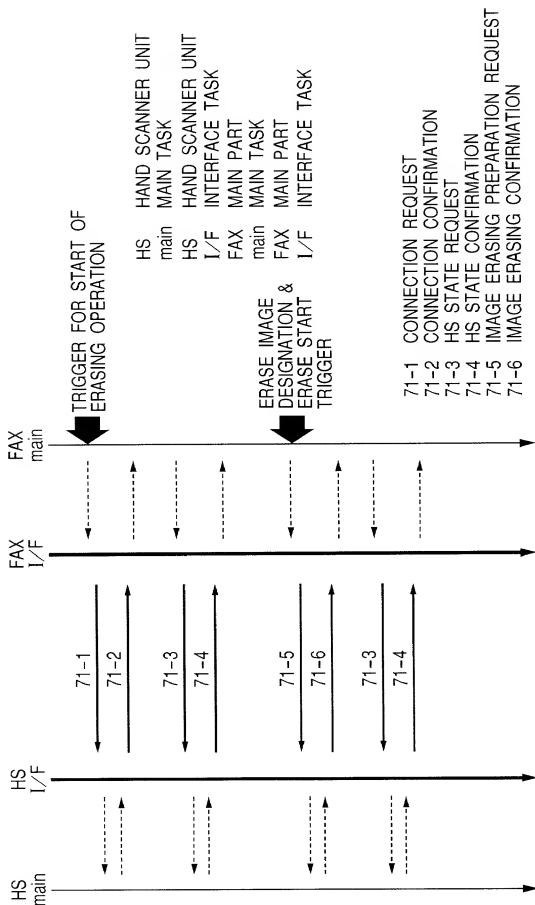 HS
main
HS
I/F
FAX
I/F
FAX
main
TRIGGER FOR START OF
ERASING OPERATION
71-1
71-2
71-3
71-4
ERASE IMAGE
DESIGNATION &
ERASE START
TRIGGER
71-5
71-6
71-3
71-4
HS HAND SCANNER UNIT
main MAIN TASK
HS HAND SCANNER UNIT
I/F INTERFACE TASK
FAX MAIN PART
main MAIN TASK
FAX MAIN PART
I/F INTERFACE TASK
71-1 CONNECTION REQUEST
71-2 CONNECTION CONFIRMATION
71-3 HS STATE REQUEST
71-4 HS STATE CONFIRMATION
71-5 IMAGE ERASING PREPARATION REQUEST
71-6 IMAGE ERASING CONFIRMATION